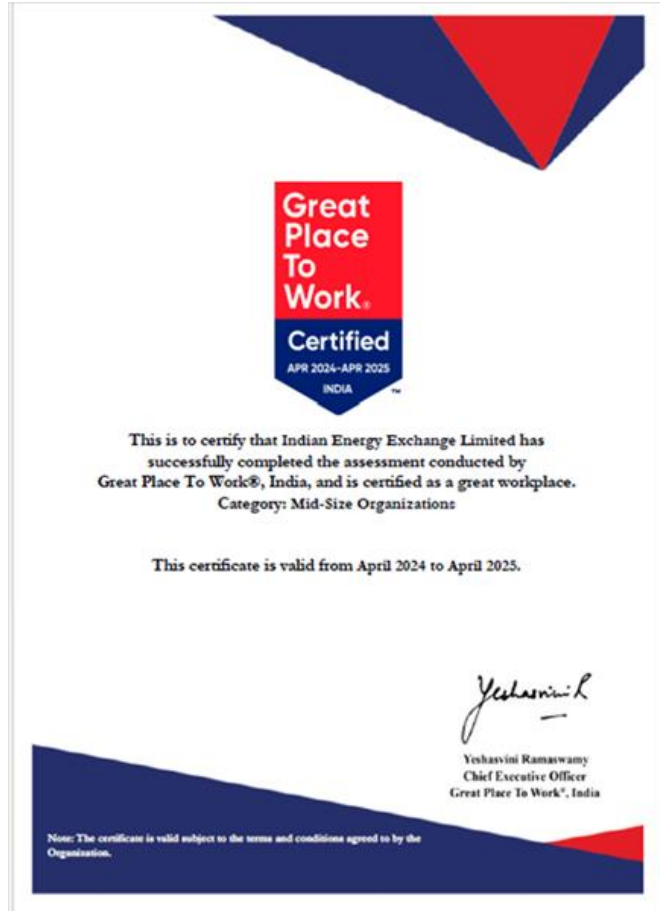 Great
Place
To
Work®
Certified
APR 2024-APR 2025
INDIA ™
This is to certify that Indian Energy Exchange Limited has
successfully completed the assessment conducted by
Great Place To Work®, India, and is certified as a great workplace.
Category: Mid-Size Organizations
This certificate is valid from April 2024 to April 2025.
Yeshasvini R
Yeshasvini Ramaswamy
Chief Executive Officer
Great Place To Work®, India
Note: The certificate is valid subject to the terms and conditions agreed to by the
Organization.